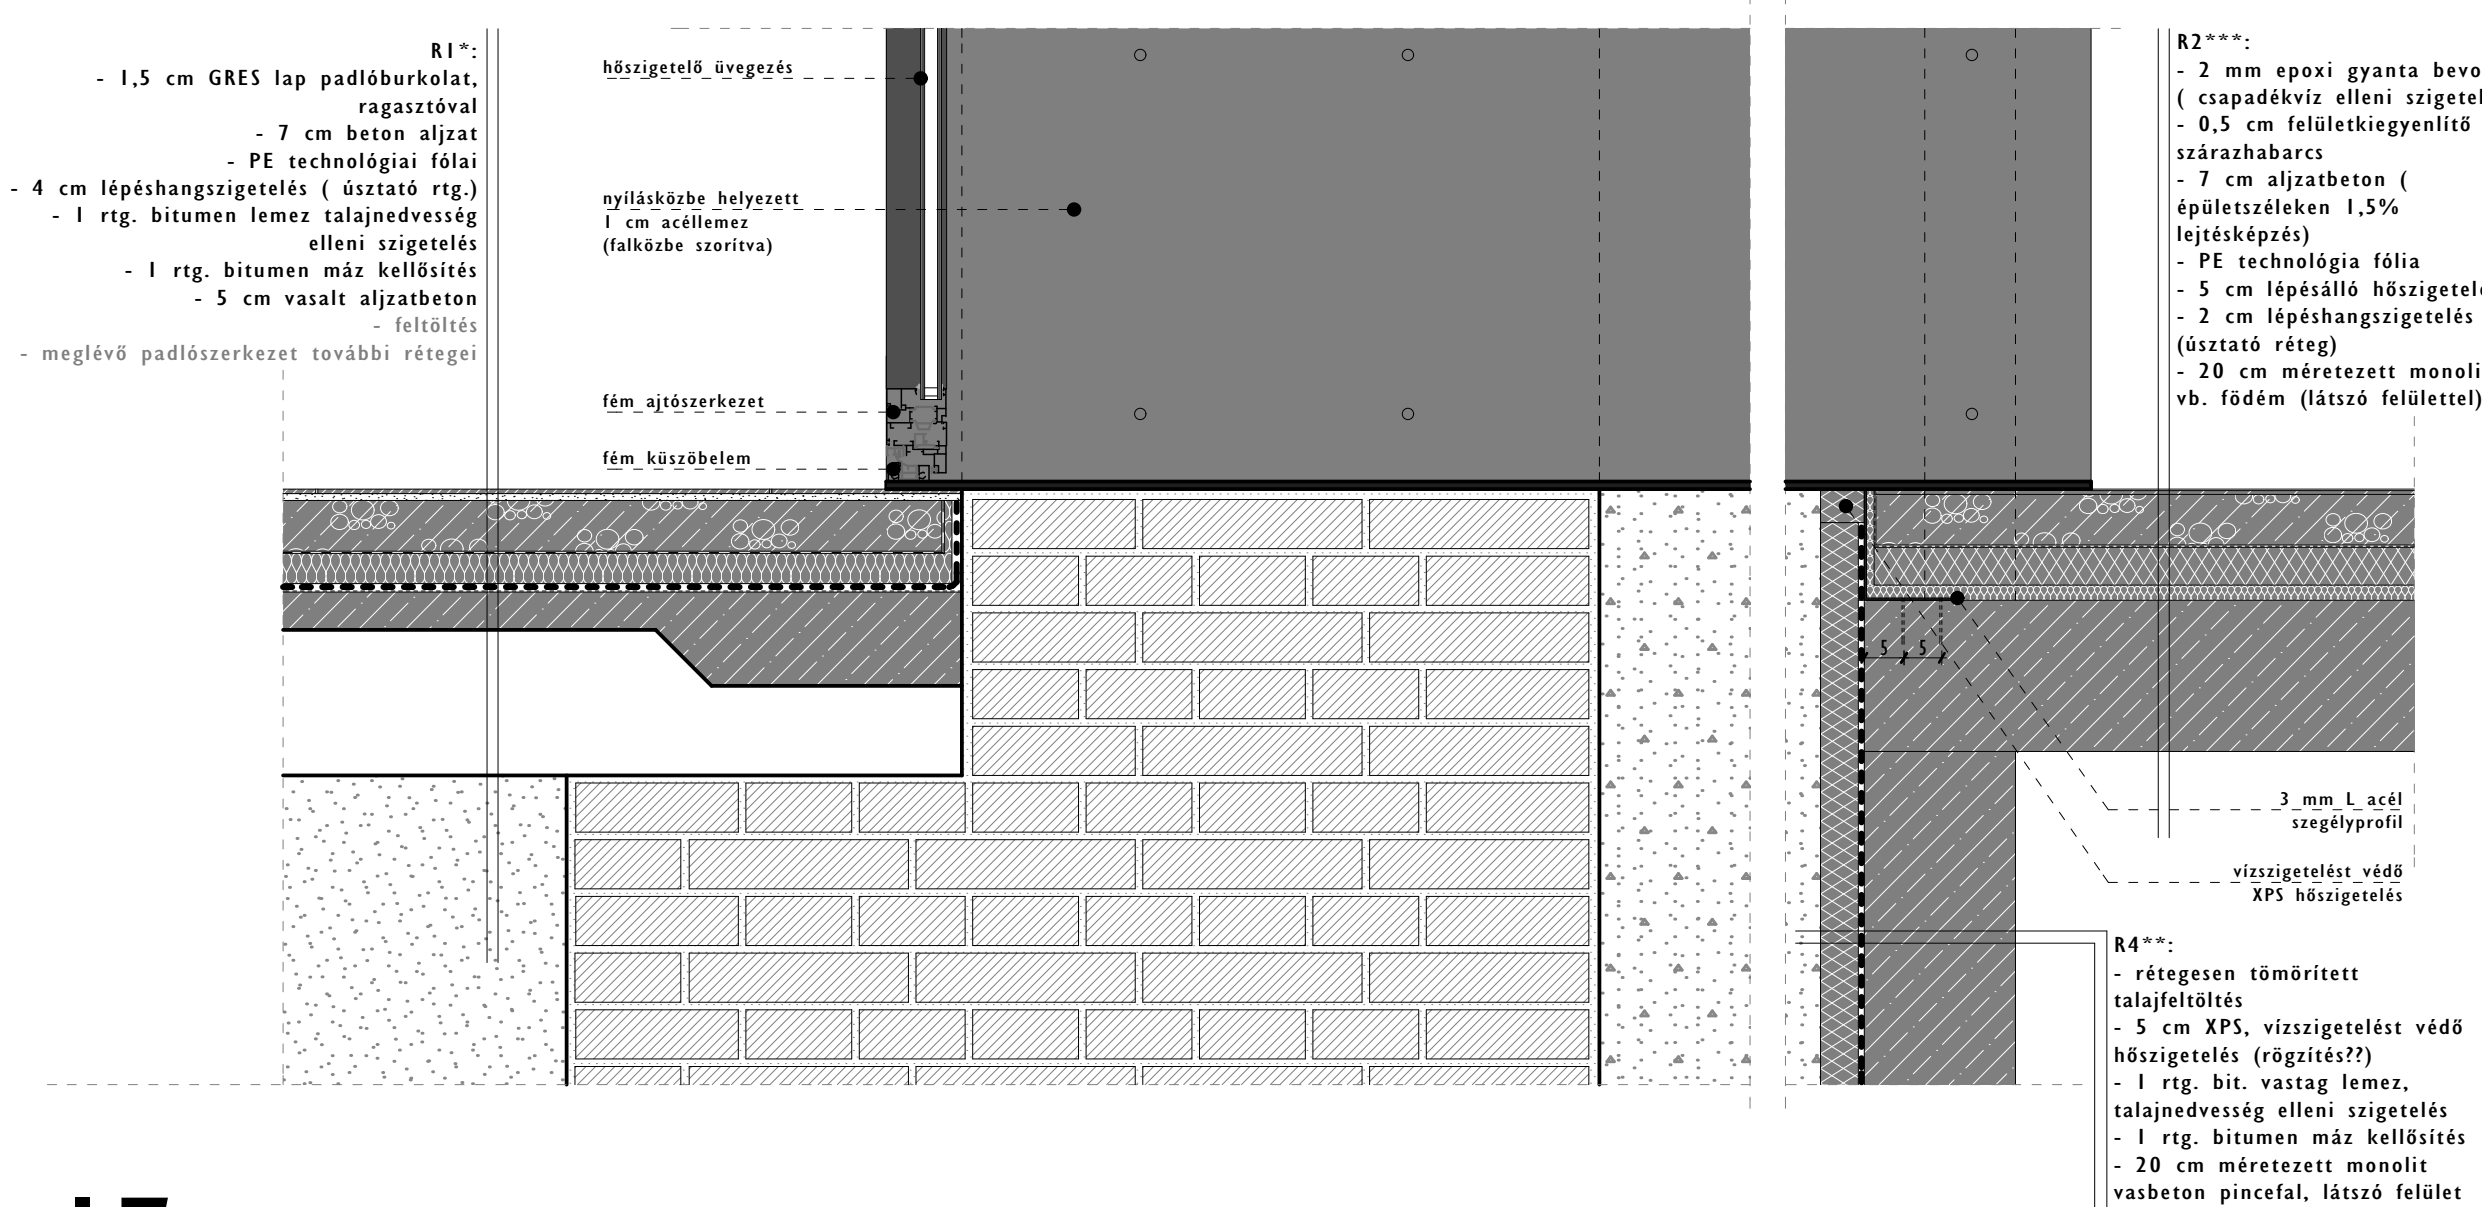 R1*:
- 1,5 cm GRES lap padlóburkolat,
ragasztóval
- 7 cm beton aljzat
- PE technológiai fólai
- 4 cm lépéshangszigetelés ( úsztató rtg.)
- 1 rtg. bitumen lemez talajnedvesség
elleni szigetelés
- 1 rtg. bitumen máz kellősítés
- 5 cm vasalt aljzatbeton
- feltöltés
- meglévő padlószerkezet további rétegei
hőszigetelő üvegezés
nyílásközbe helyezett
1 cm acéllemez
(falközbe szorítva)
fém ajtószerkezet
fém küszöbelem
R2***:
- 2 mm epoxi gyanta bevo
( csapadékvíz elleni szigetel
- 0,5 cm felületkiegyenlítő
szárazhabarcs
- 7 cm aljzatbeton (
épületszéleken 1,5%
lejtésképzés)
- PE technológia fólia
- 5 cm lépésálló hőszigetel
- 2 cm lépéshangszigetelés
(úsztató réteg)
- 20 cm méretezett monoli
vb. födém (látszó felülettel)
5 5
3 mm L acél
szegélyprofil
vízszigetelést védő
XPS hőszigetelés
R4**:
- rétegesen tömörített
talajfeltöltés
- 5 cm XPS, vízszigetelést védő
hőszigetelés (rögzítés??)
- 1 rtg. bit. vastag lemez,
talajnedvesség elleni szigetelés
- 1 rtg. bitumen máz kellősítés
- 20 cm méretezett monolit
vasbeton pincefal, látszó felület